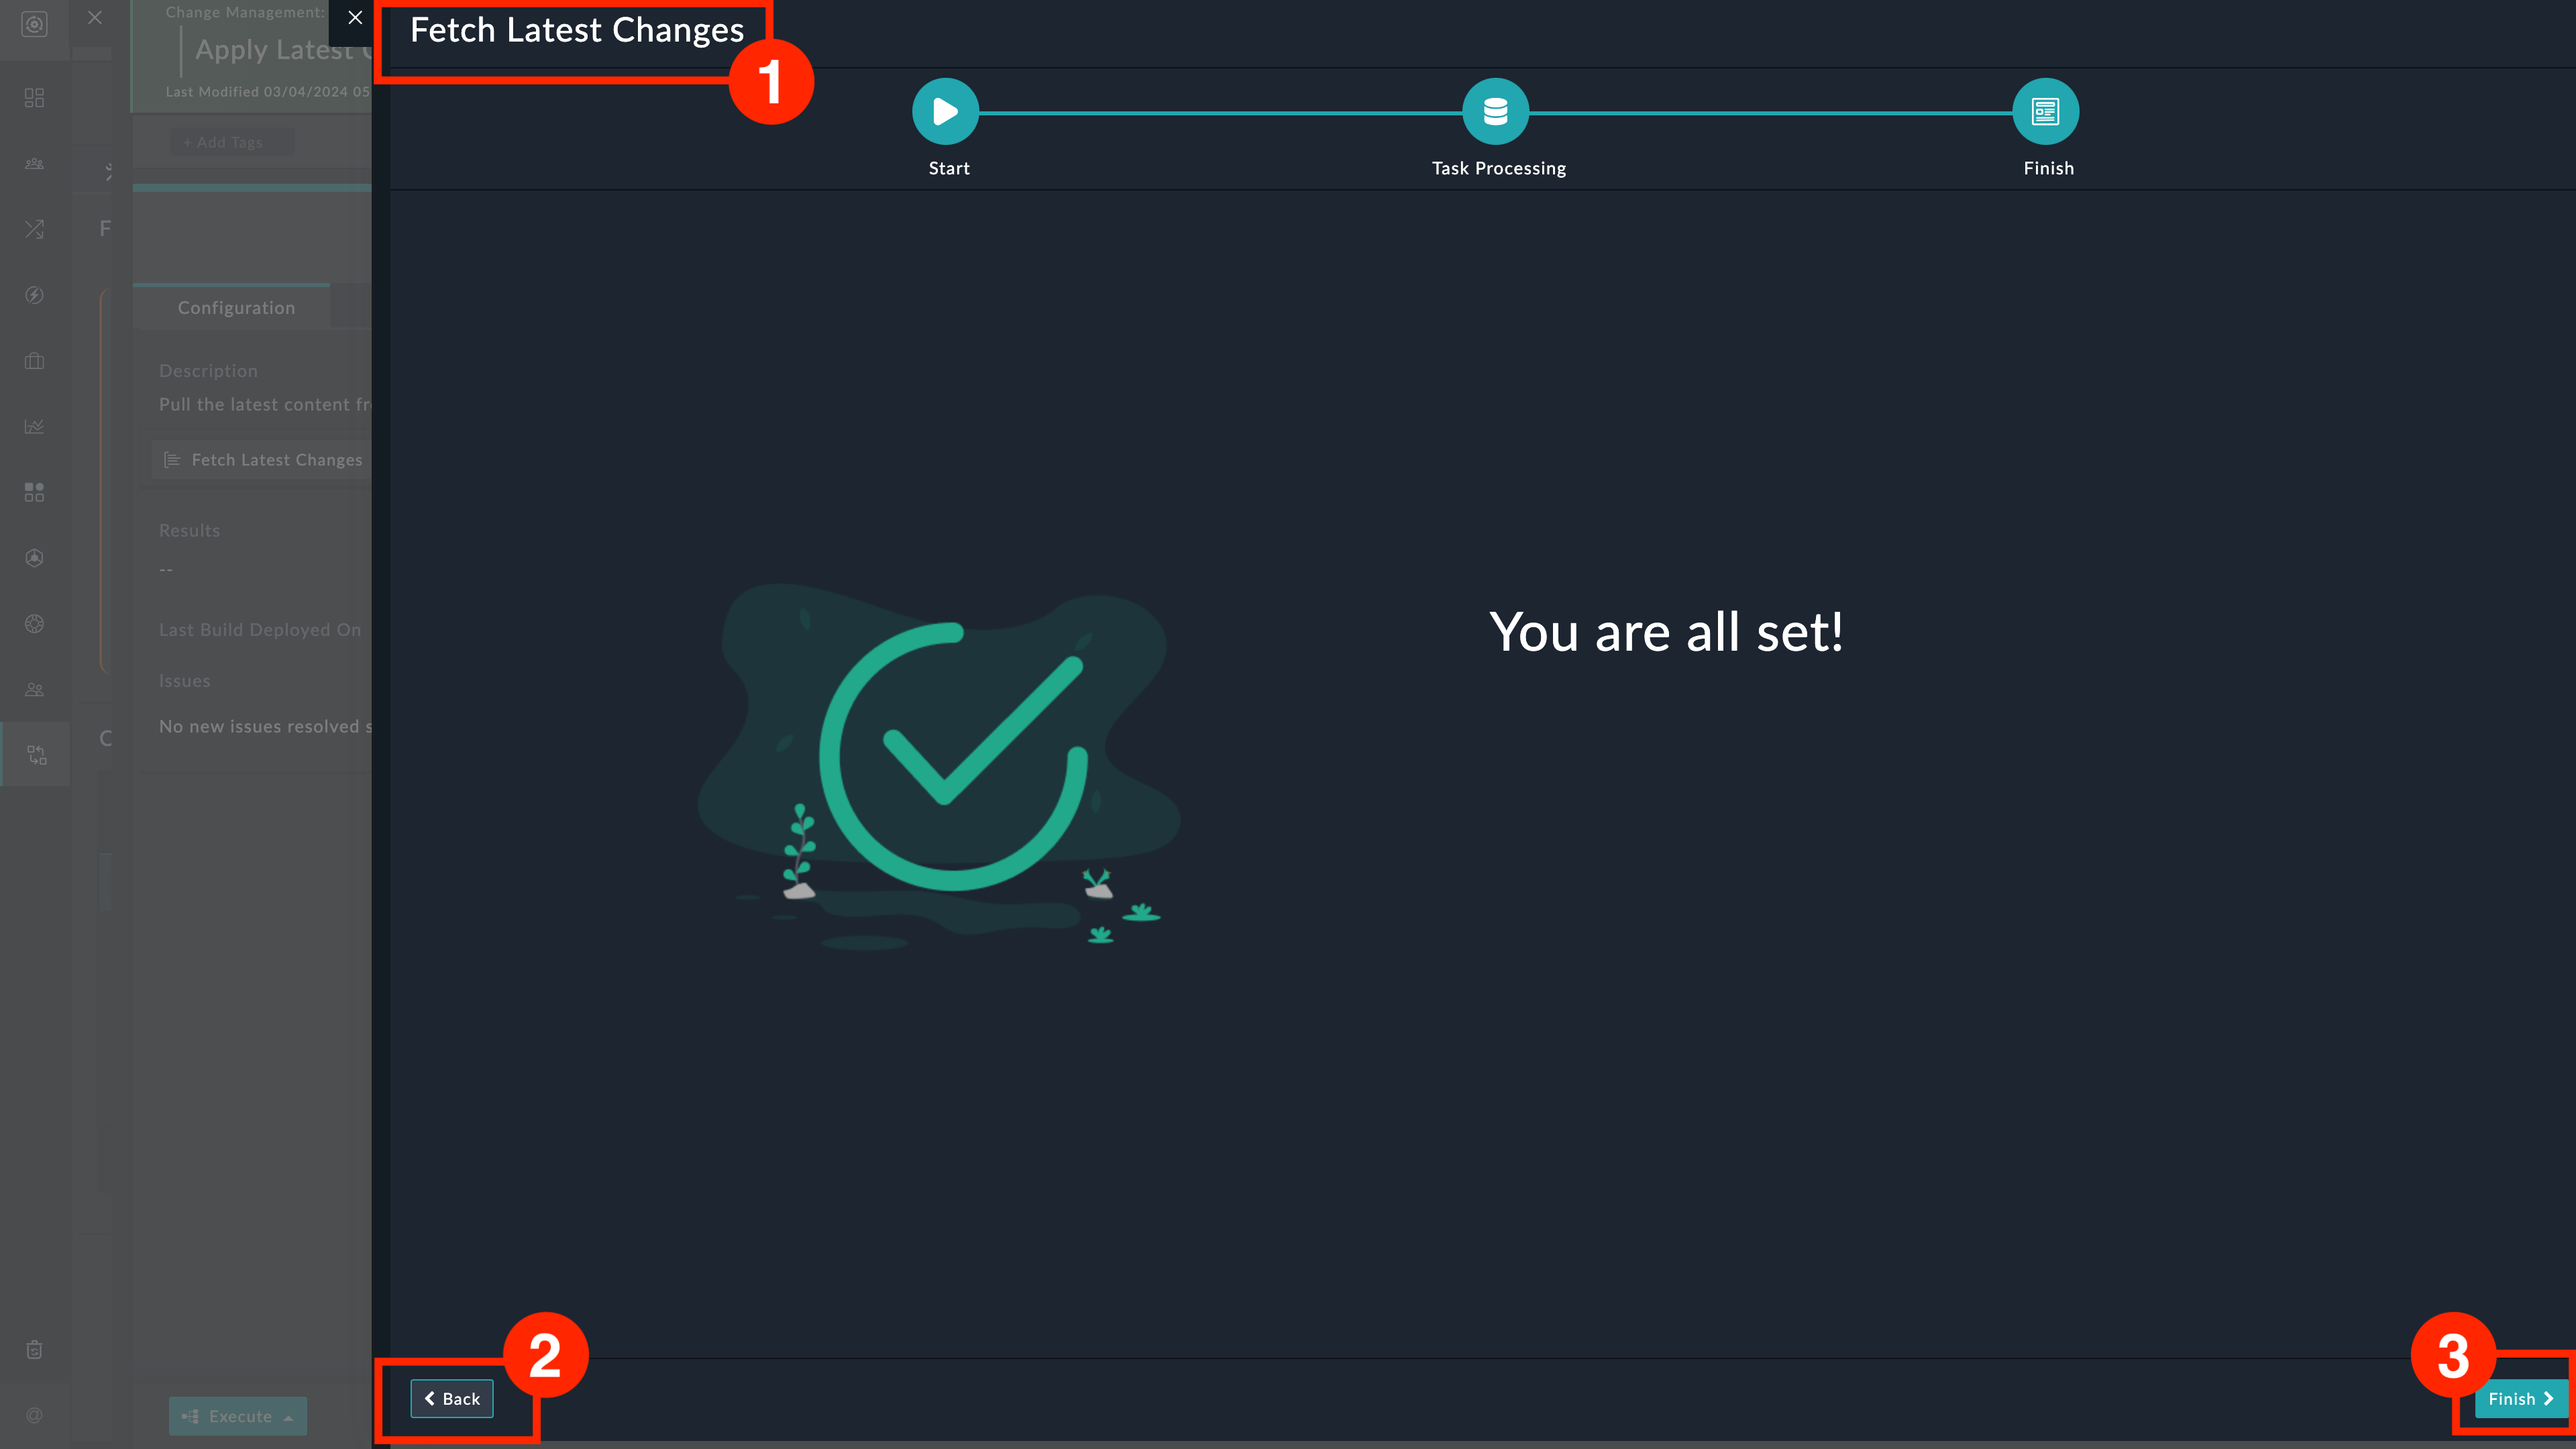 Change Management:
Apply Latest
Last Modified 03/04/2024 05
+ Add Tags
F
Configuration
Description
Pull the latest content fr
Fetch Latest Changes
Results
--
Last Build Deployed On
Issues
No new issues resolved s
C
Execute
Fetch Latest Changes
1
Start
Task Processing
Finish
You are all set!
2
Back
3
Finish
@